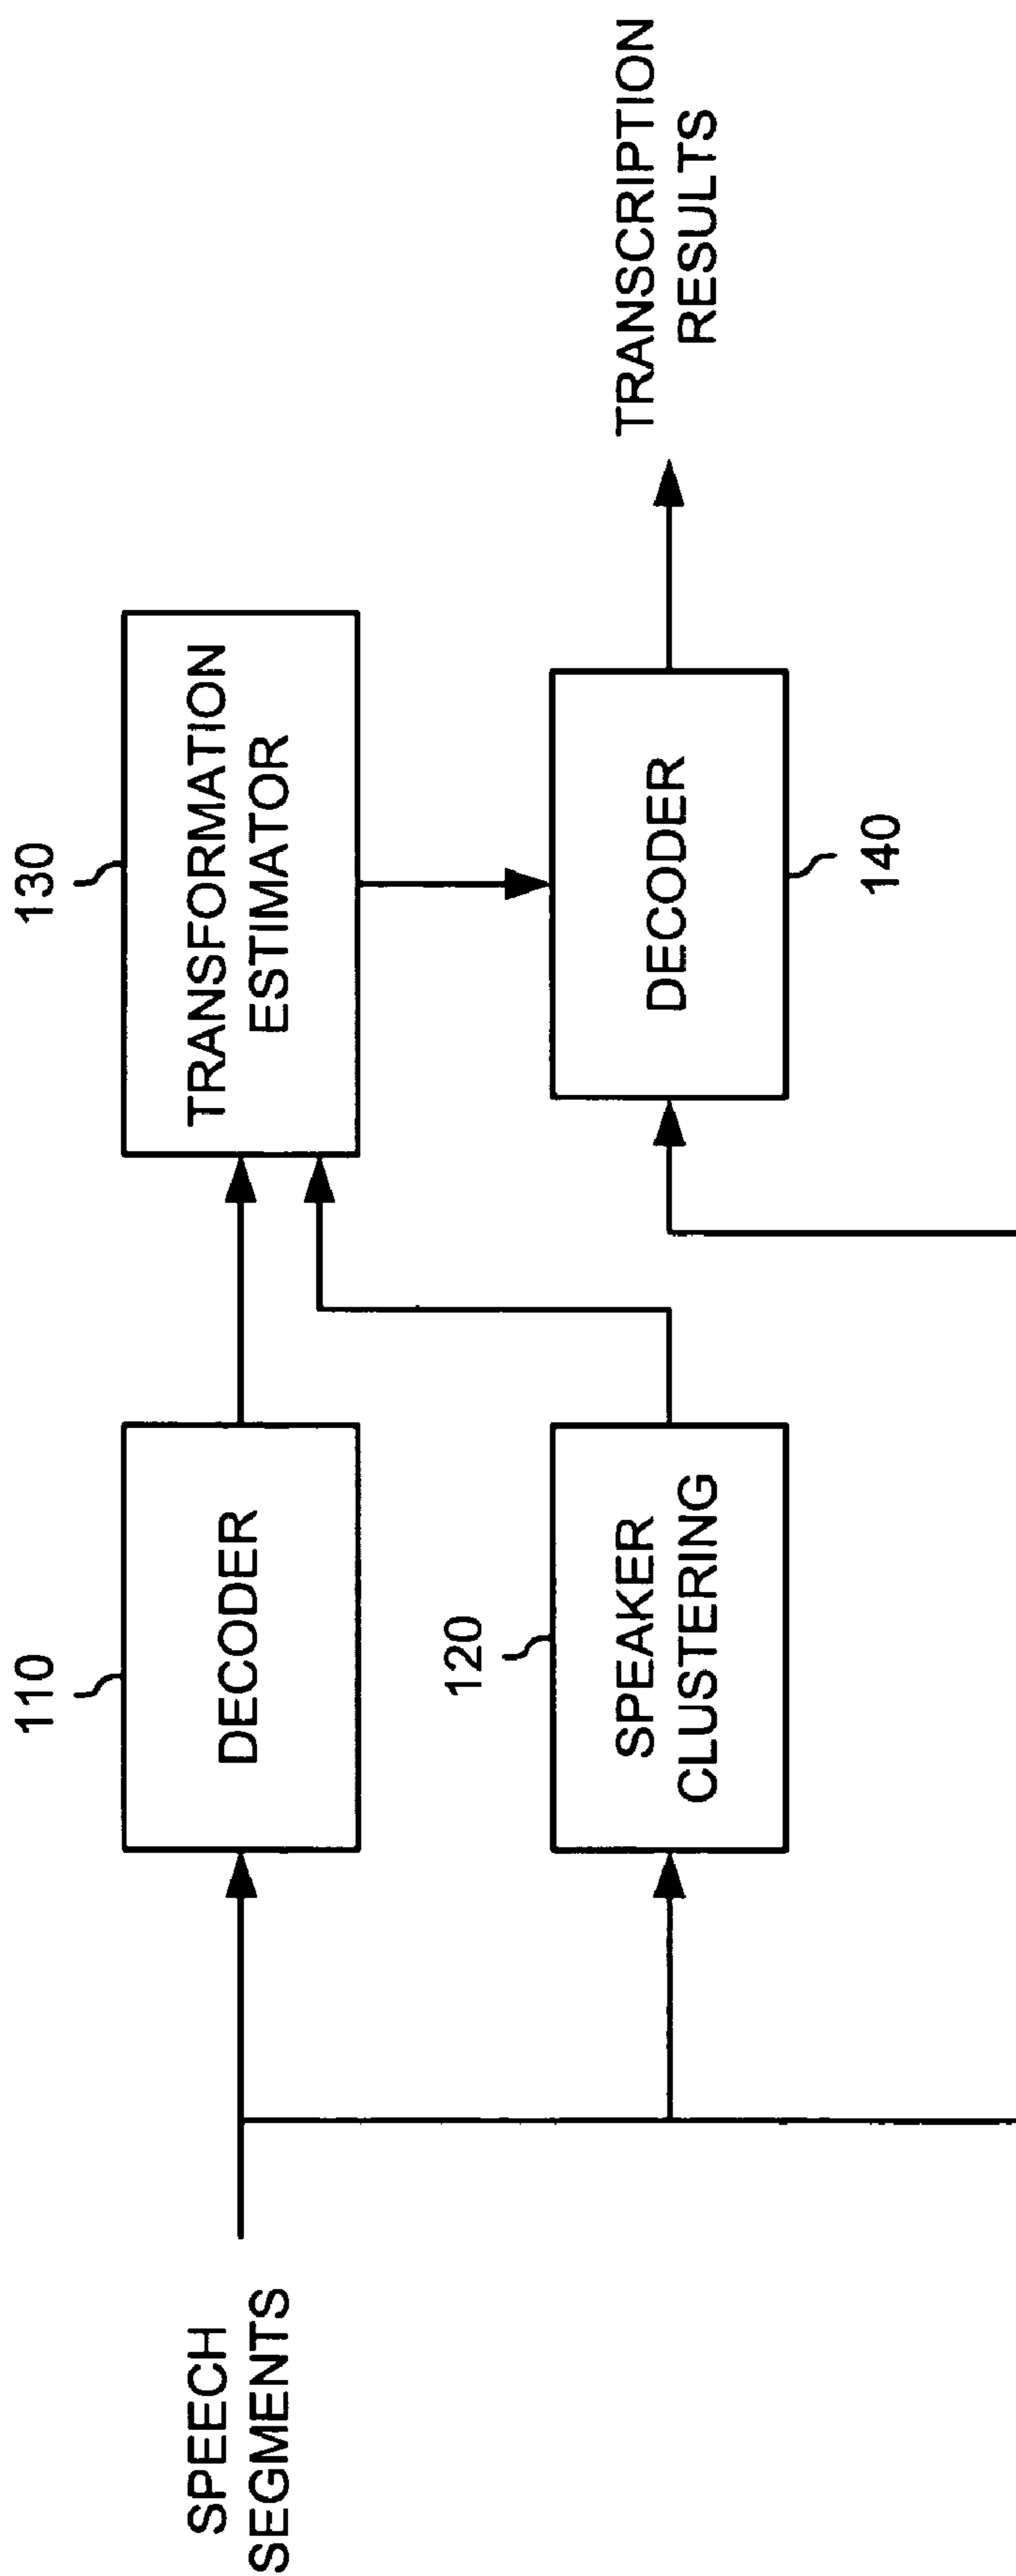 SPEECH
SEGMENTS
110
DECODER
120
SPEAKER
CLUSTERING
130
TRANSFORMATION
ESTIMATOR
DECODER
140
TRANSCRIPTION
RESULTS